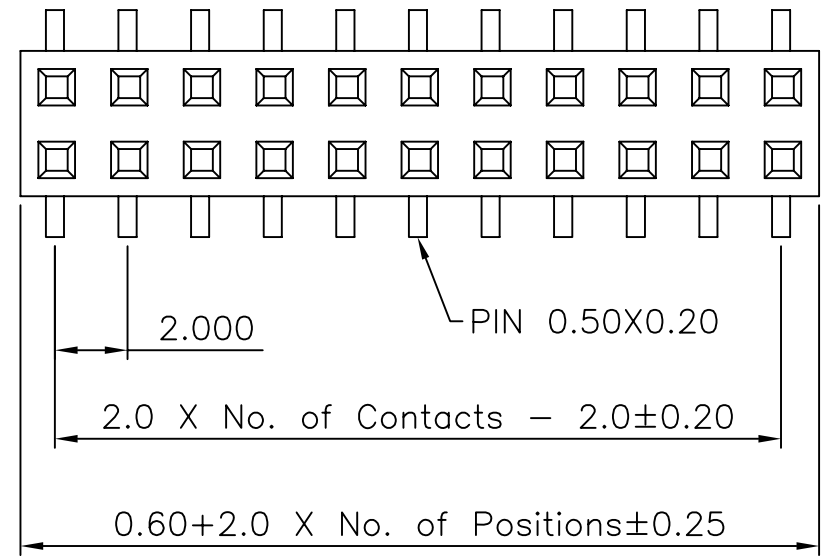 2.000
PIN 0.50X0.20
2.0 X No. of Contacts – 2.0±0.20
0.60+2.0 X No. of Positions±0.25